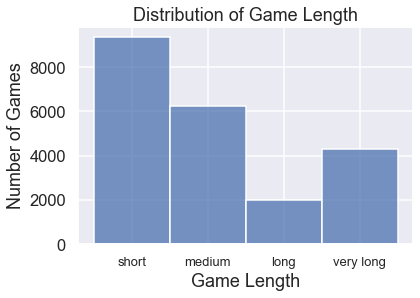 Distribution of Game Length
Number of Games
8000
6000
4000
2000
0
short medium long very long
Game Length